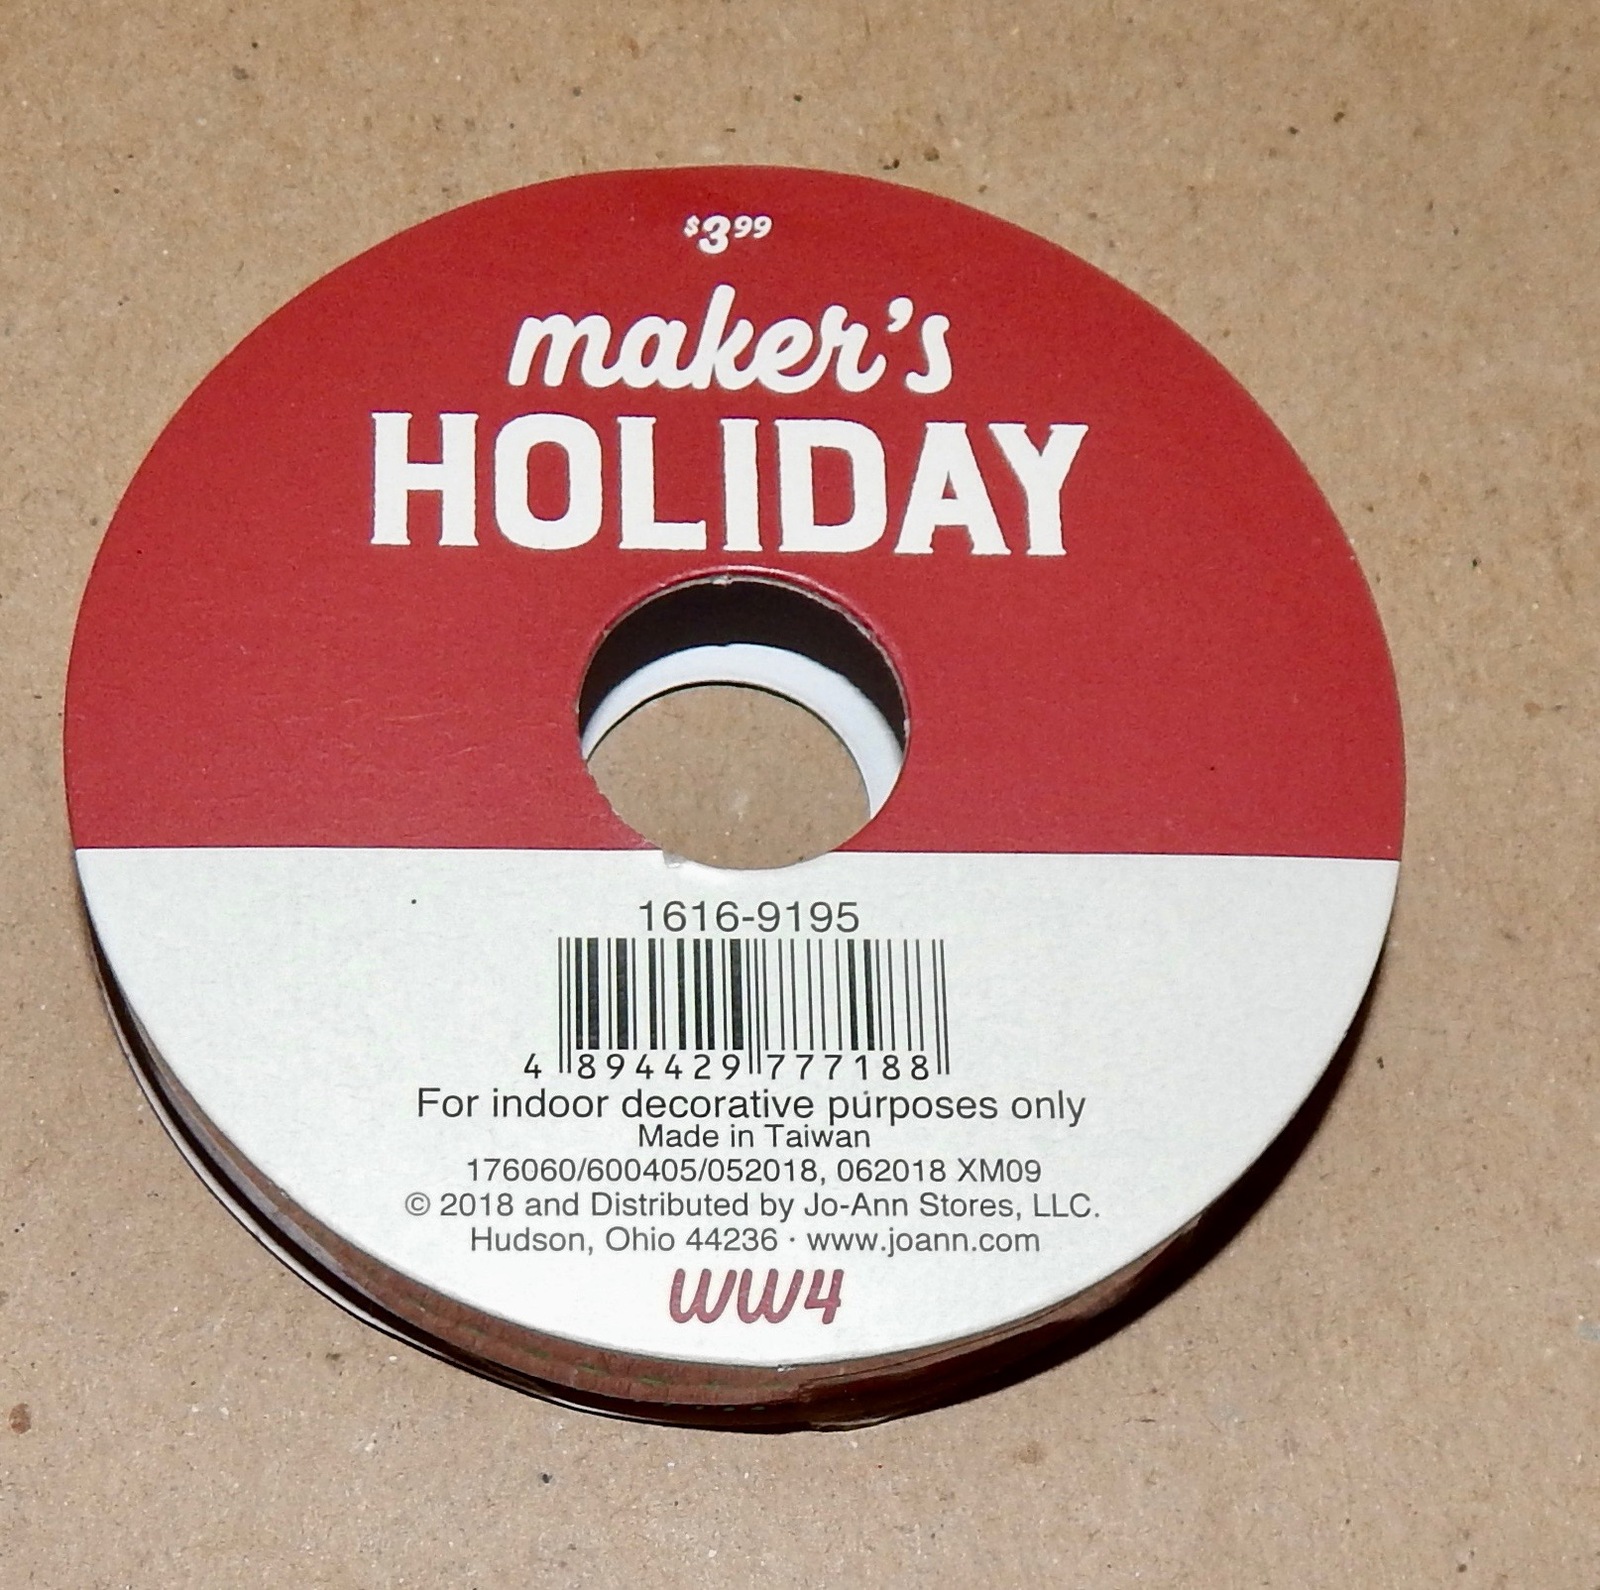 $3.99
maker's
HOLIDAY
1616-9195
4 894429 777188
For indoor decorative purposes only
Made in Taiwan
176060/600405/052018, 062018 XM09
© 2018 and Distributed by Jo-Ann Stores, LLC.
Hudson, Ohio 44236 · www.joann.com
WW4